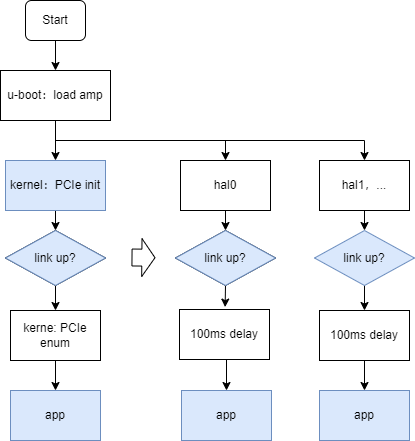 Start
u-boot：load amp
kernel：PCIe init
hal0
hal1，...
link up?
link up?
link up?
kerne: PCIe
enum
100ms delay
100ms delay
app
app
app